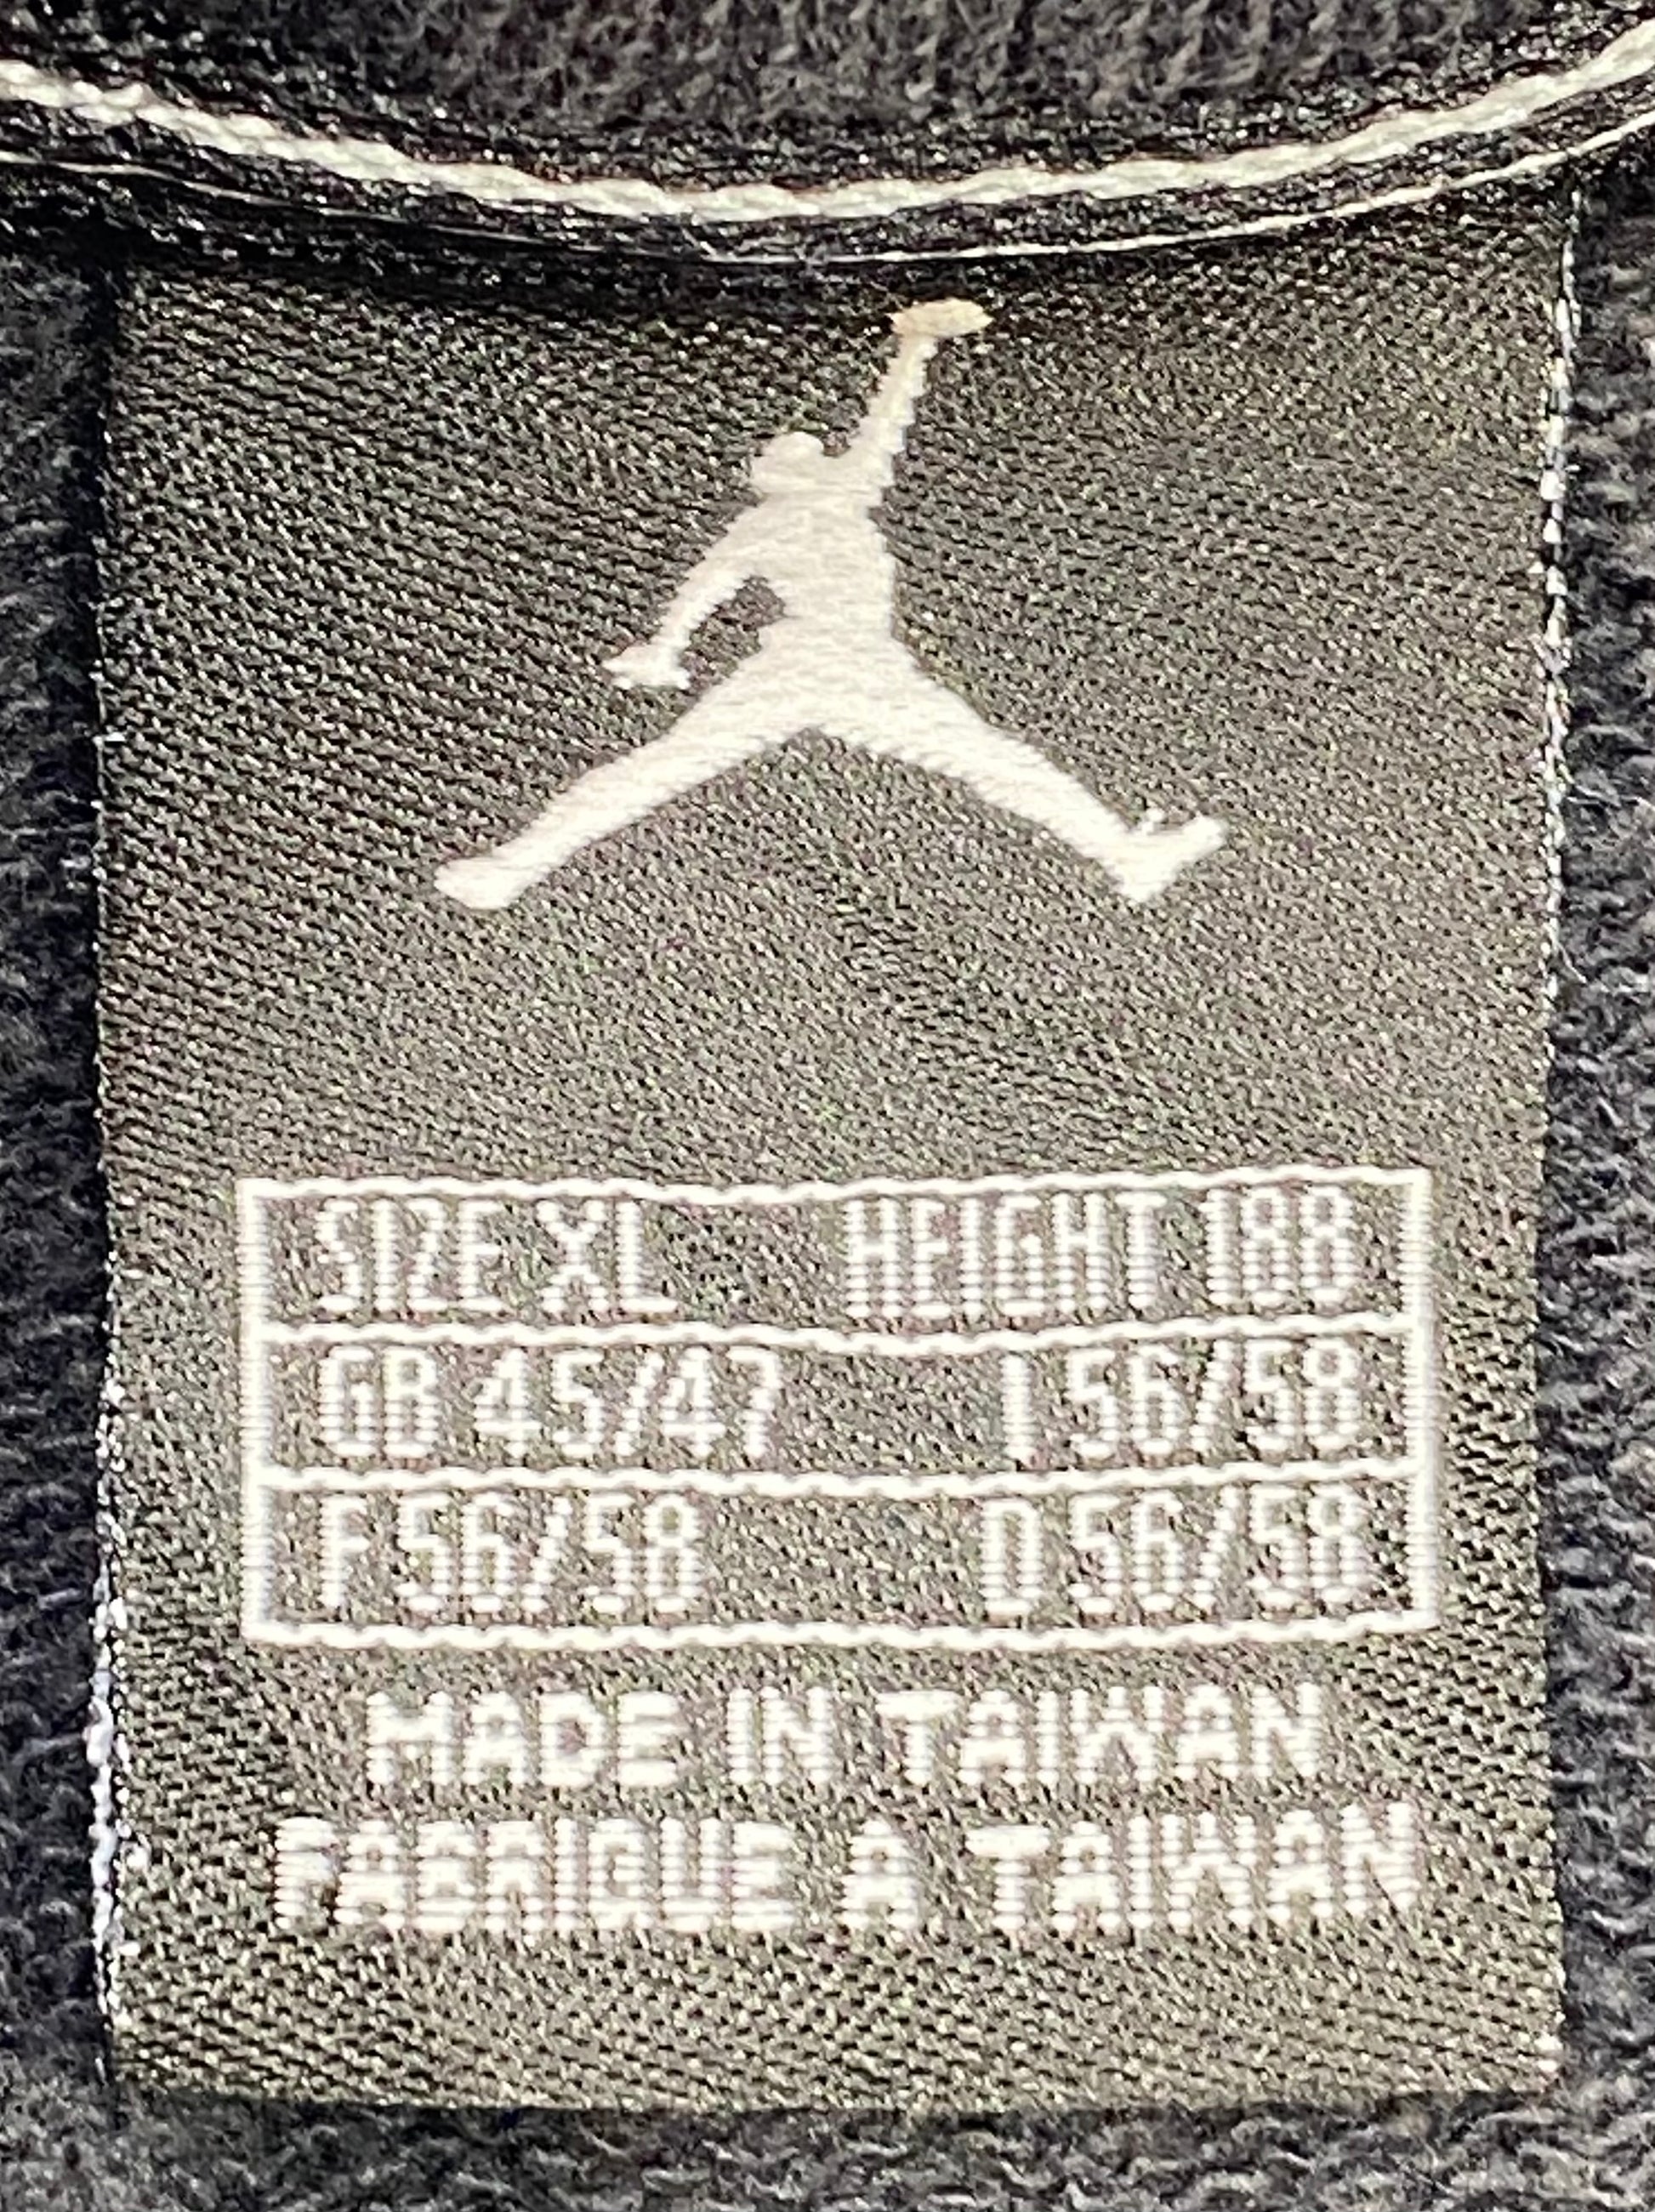 SIZE XL HEIGHT 188
GB 45/47 I 56/58
F 56/58 D 56/58
MADE IN TAIWAN
FABRIQUE A TAIWAN